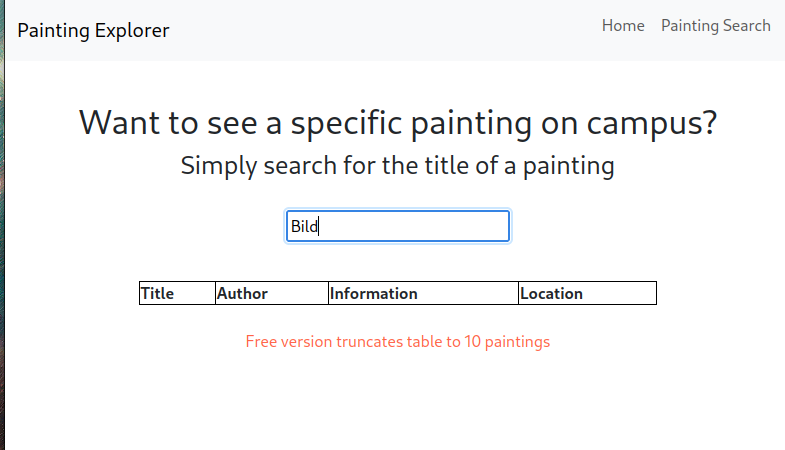 Painting Explorer Home Painting Search
Want to see a specific painting on campus?
Simply search for the title of a painting
Bild
Title Author Information Location
Free version truncates table to 10 paintings